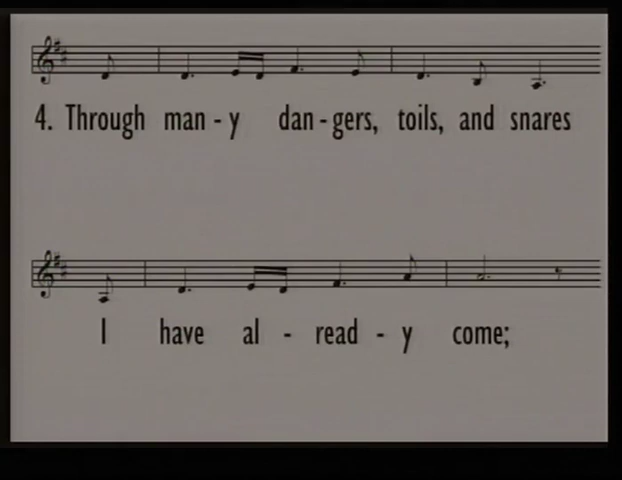 4. Through man - y dan - gers, toils, and snares
I have al - read - y come;